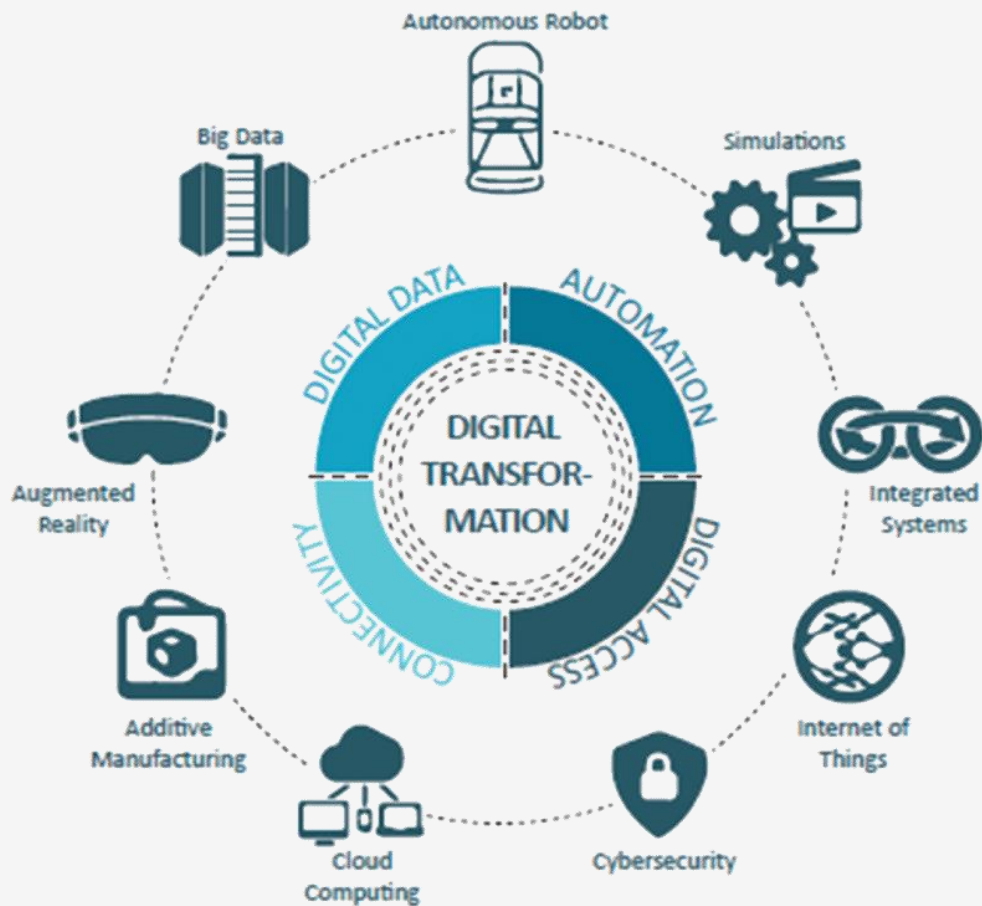 Autonomous Robot
Big Data
Simulations
DIGITAL DATA
AUTOMATION
DIGITAL
TRANSFOR-
MATION
Augmented
Reality
Integrated
Systems
CONNECTIVITY
DIGITAL ACCESS
Additive
Manufacturing
Internet of
Things
Cloud
Computing
Cybersecurity